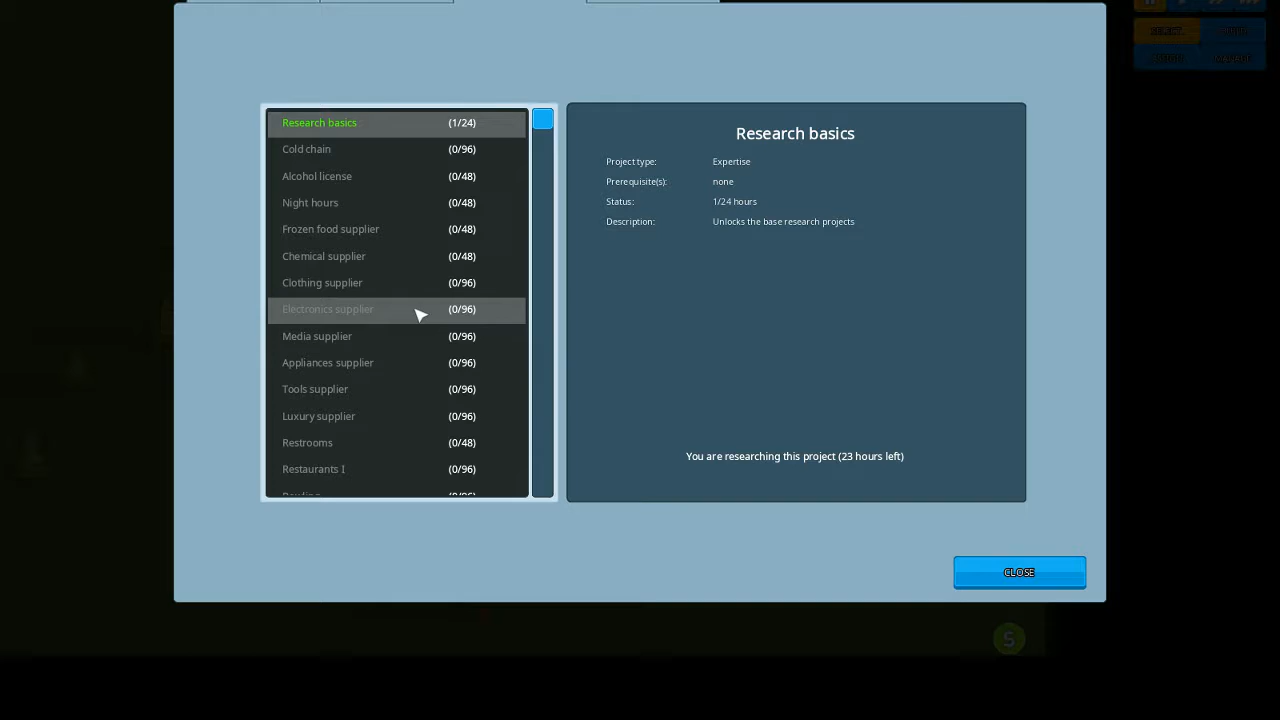 SELECT
Research basics (1/24)
Cold chain (0/96)
Alcohol license (0/48)
Night hours (0/48)
Frozen food supplier (0/48)
Chemical supplier (0/48)
Clothing supplier (0/96)
Electronics supplier (0/96)
Media supplier (0/96)
Appliances supplier (0/96)
Tools supplier (0/96)
Luxury supplier (0/96)
Restrooms (0/48)
Restaurants I (0/96)
Research basics
Project type: Expertise
Prerequisite(s): none
Status: 1/24 hours
Description: Unlocks the base research projects
You are researching this project (23 hours left)
CLOSE
S